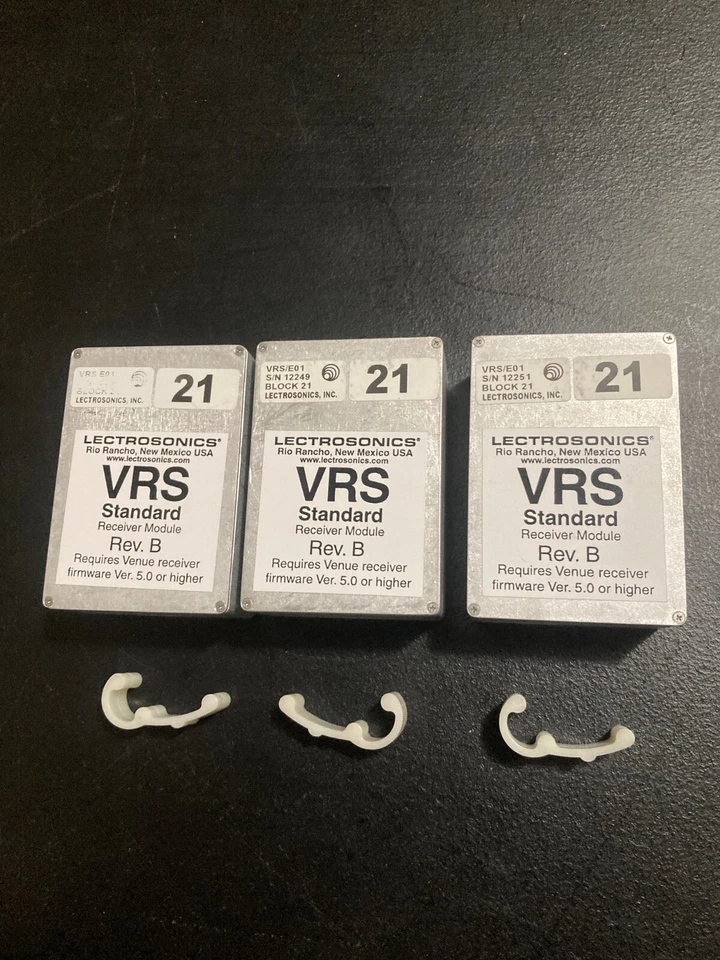 VRS/E01
BLOCK 21
LECTROSONICS, INC.
21
LECTROSONICS®
Rio Rancho, New Mexico USA
www.lectrosonics.com
VRS
Standard
Receiver Module
Rev. B
Requires Venue receiver
firmware Ver. 5.0 or higher
VRS/E01
S/N 12249
BLOCK 21
LECTROSONICS, INC.
21
LECTROSONICS®
Rio Rancho, New Mexico USA
www.lectrosonics.com
VRS
Standard
Receiver Module
Rev. B
Requires Venue receiver
firmware Ver. 5.0 or higher
VRS/E01
S/N 12251
BLOCK 21
LECTROSONICS, INC.
21
LECTROSONICS®
Rio Rancho, New Mexico USA
www.lectrosonics.com
VRS
Standard
Receiver Module
Rev. B
Requires Venue receiver
firmware Ver. 5.0 or higher